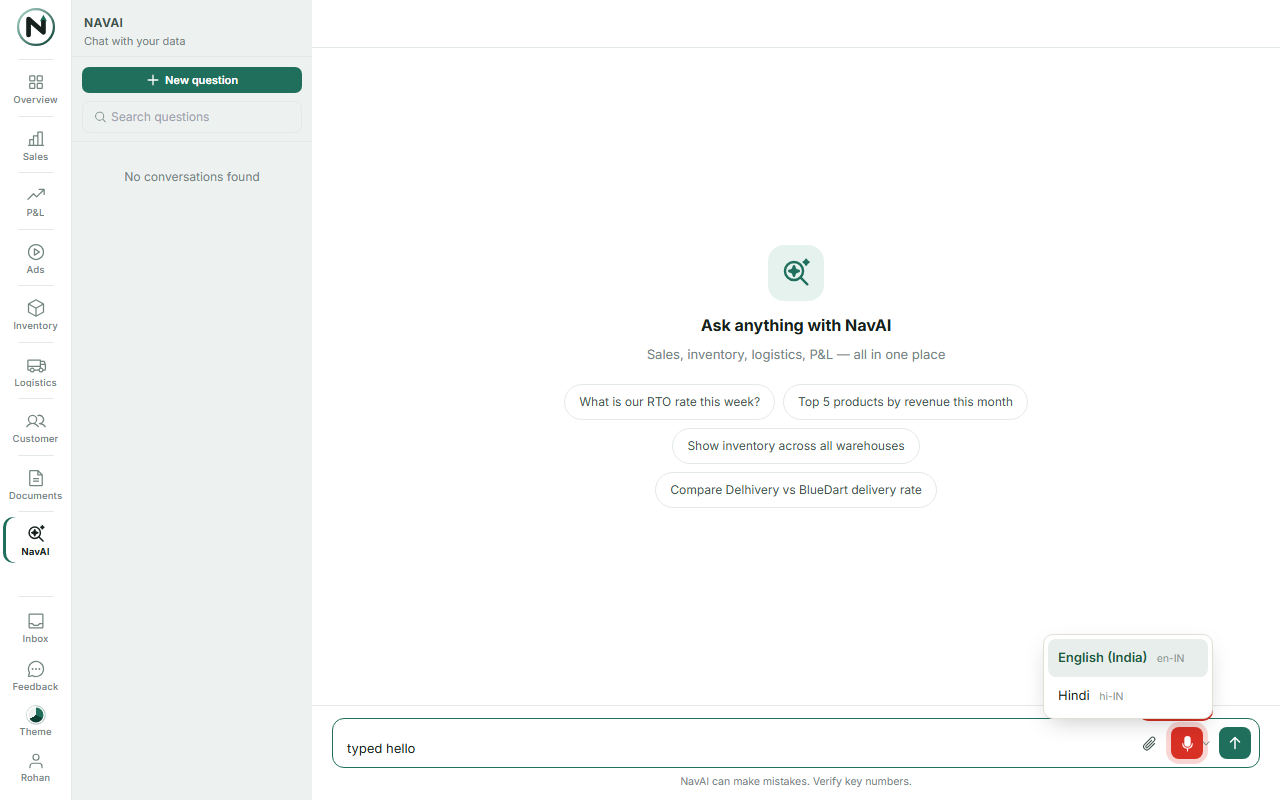 N
Overview
Sales
P&L
Ads
Inventory
Logistics
Customer
Documents
NavAI
Inbox
Feedback
Theme
Rohan
NAVAI
Chat with your data
New question
Search questions
No conversations found
Ask anything with NavAI
Sales, inventory, logistics, P&L — all in one place
What is our RTO rate this week? Top 5 products by revenue this month
Show inventory across all warehouses
Compare Delhivery vs BlueDart delivery rate
English (India) en-IN
Hindi hi-IN
typed hello
NavAI can make mistakes. Verify key numbers.